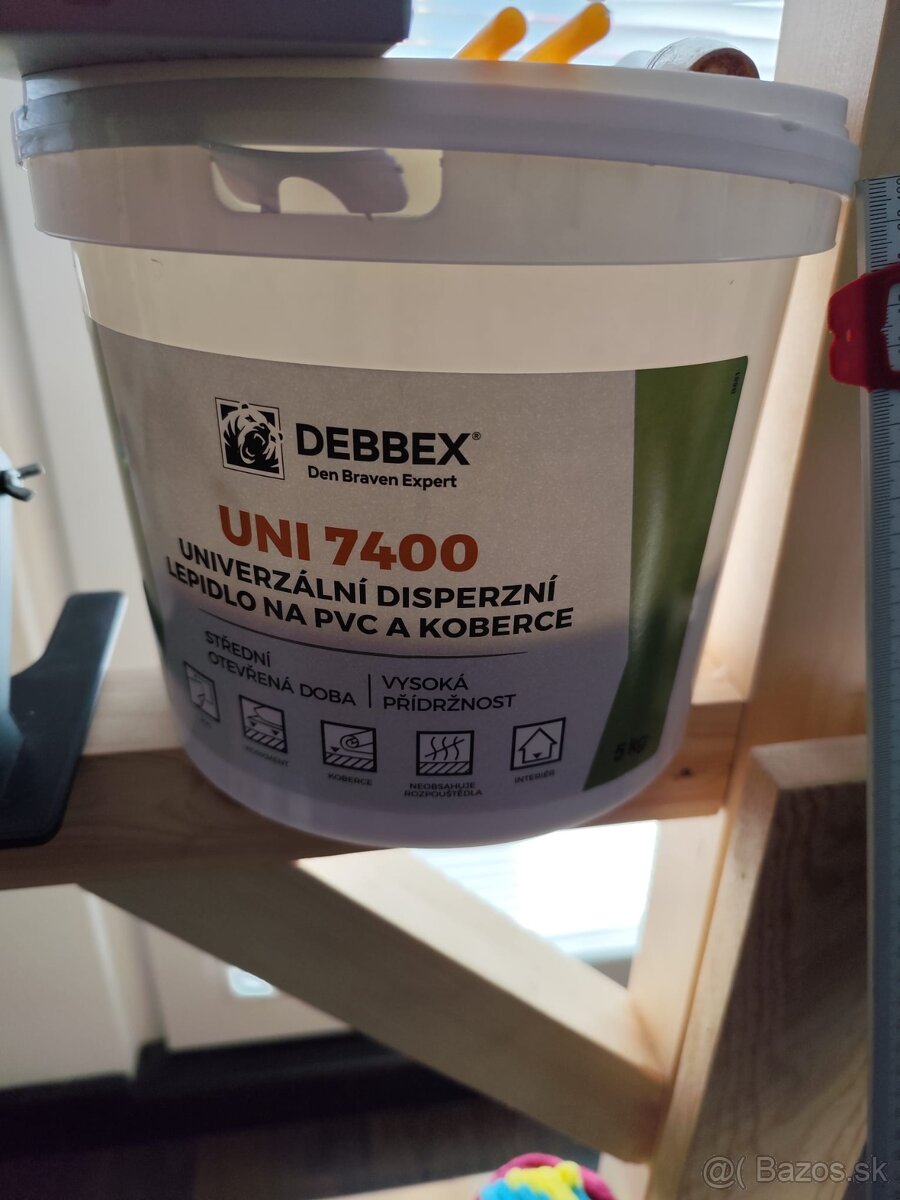 DEBBEX®
Den Braven Expert
UNI 7400
UNIVERZÁLNÍ DISPERZNÍ
LEPIDLO NA PVC A KOBERCE
STŘEDNÍ
OTEVŘENÁ DOBA
VYSOKÁ
PŘÍDRŽNOST
KOBERCE
NEOBSAHUJE
ROZPOUŠTĚDLA
INTERIÉR
5 KG
@( Bazos.sk